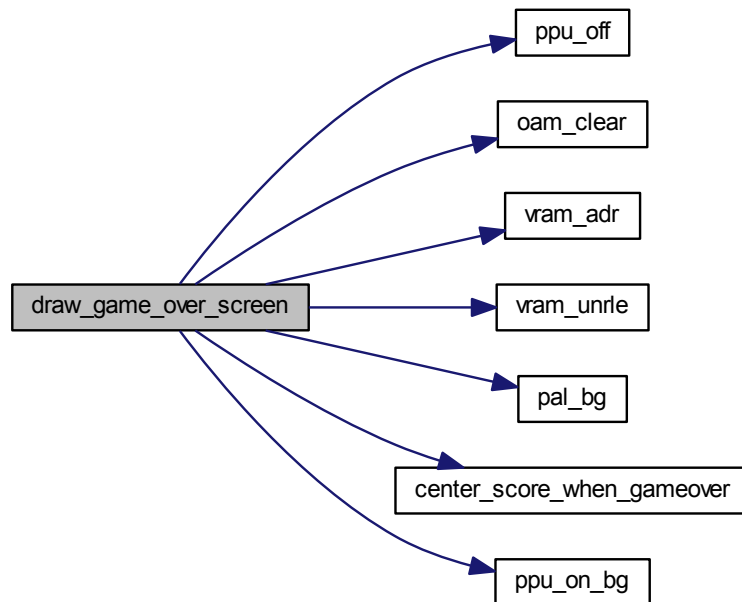 ppu_off
oam_clear
vram_adr
draw_game_over_screen
vram_unrle
pal_bg
center_score_when_gameover
ppu_on_bg